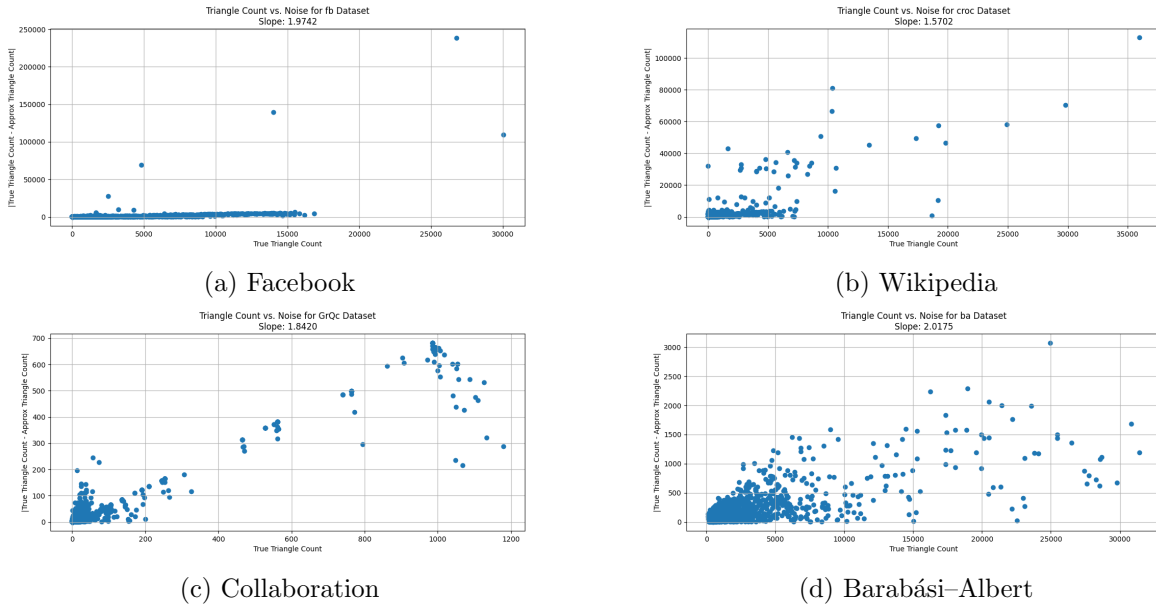 Triangle Count vs. Noise for fb Dataset
Slope: 1.9742
|True Triangle Count - Approx Triangle Count|
250000
200000
150000
100000
50000
0
0 5000 10000 15000 20000 25000 30000
True Triangle Count
(a) Facebook
Triangle Count vs. Noise for croc Dataset
Slope: 1.5702
|True Triangle Count - Approx Triangle Count|
100000
80000
60000
40000
20000
0
0 5000 10000 15000 20000 25000 30000 35000
True Triangle Count
(b) Wikipedia
Triangle Count vs. Noise for GrQc Dataset
Slope: 1.8420
|True Triangle Count - Approx Triangle Count|
700
600
500
400
300
200
100
0
0 200 400 600 800 1000 1200
True Triangle Count
(c) Collaboration
Triangle Count vs. Noise for ba Dataset
Slope: 2.0175
|True Triangle Count - Approx Triangle Count|
3000
2500
2000
1500
1000
500
0
0 5000 10000 15000 20000 25000 30000
True Triangle Count
(d) Barabási–Albert